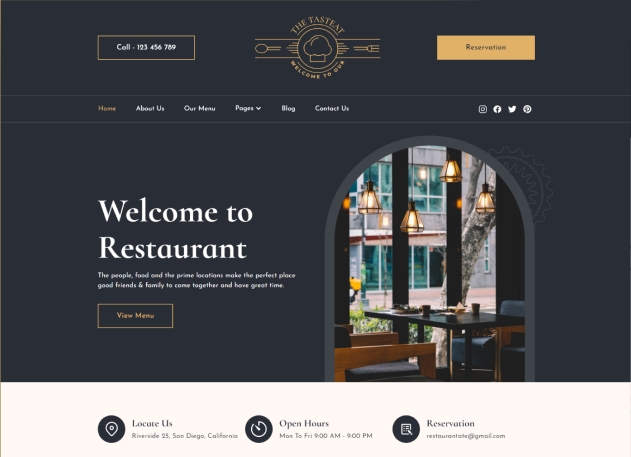 Call - 123 456 789
THE TASTEAT
WELCOME TO OUR
Reservation
Home
About Us
Our Menu
Pages
Blog
Contact Us
Welcome to
Restaurant
The people, food and the prime locations make the perfect place
good friends & family to come together and have great time.
View Menu
Locate Us
Riverside 25, San Diego, California
Open Hours
Mon To Fri 9:00 AM - 9:00 PM
Reservation
restaurantate@gmail.com